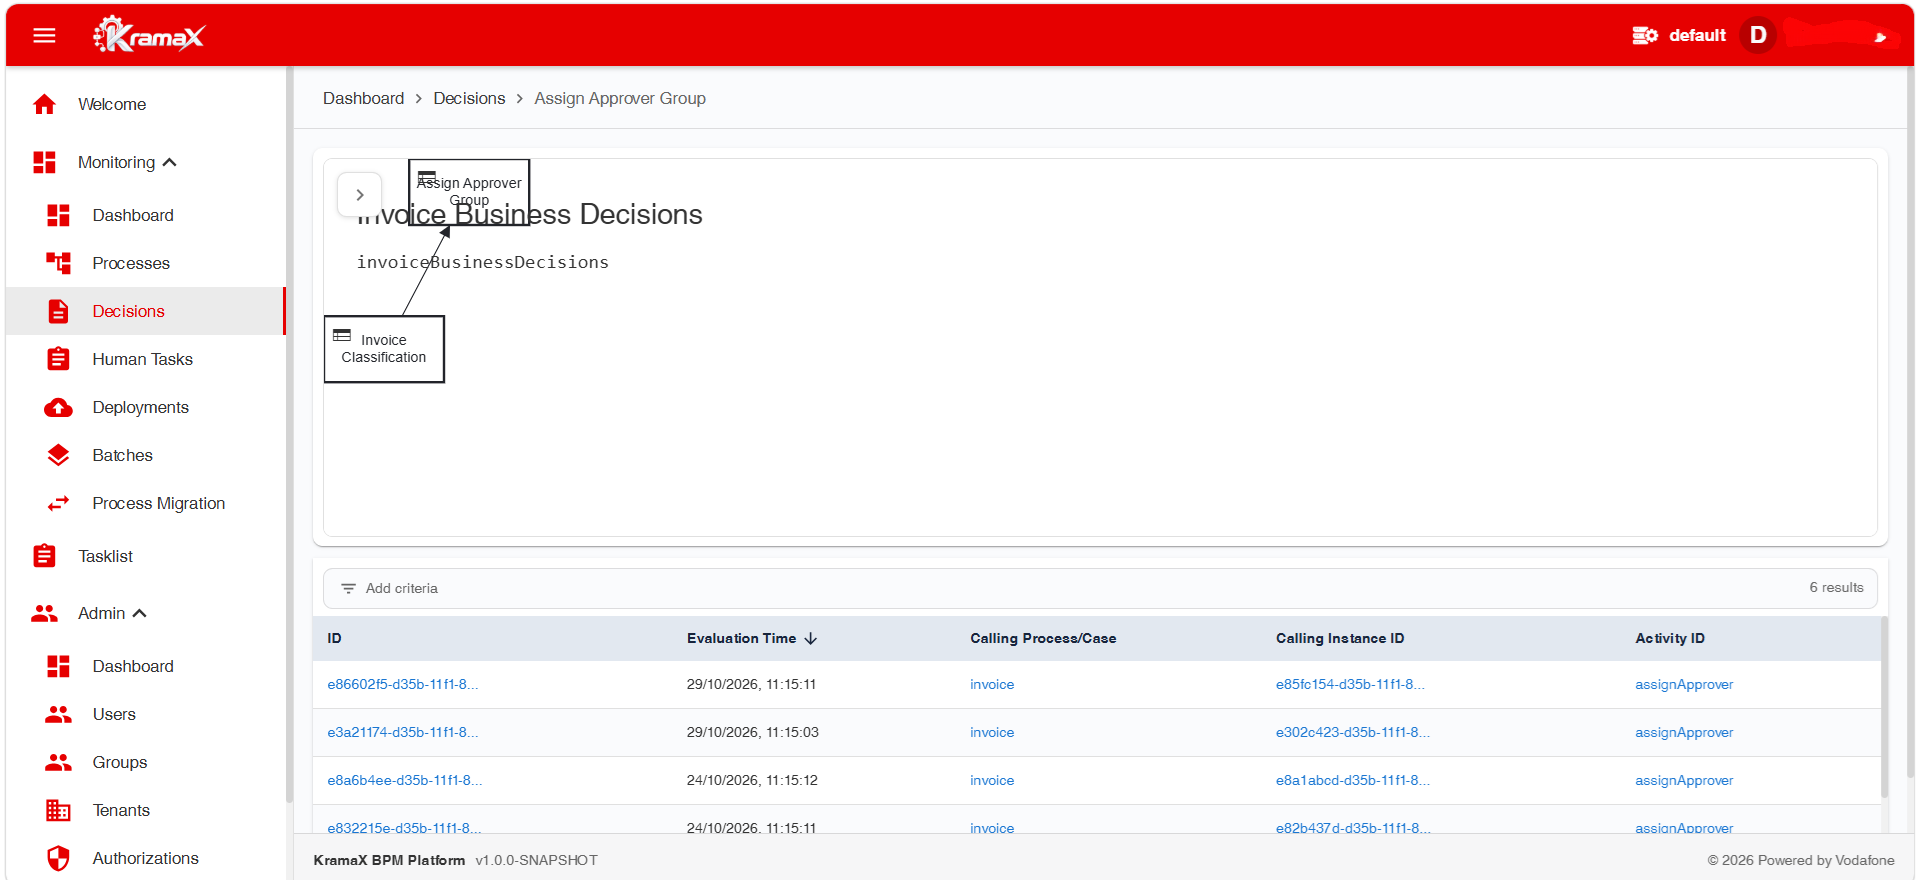 KramaX
default
D
Welcome
Monitoring
Dashboard
Processes
Decisions
Human Tasks
Deployments
Batches
Process Migration
Tasklist
Admin
Dashboard
Users
Groups
Tenants
Authorizations
Dashboard > Decisions > Assign Approver Group
Assign Approver
Group
Invoice Business Decisions
invoiceBusinessDecisions
Invoice
Classification
Add criteria
6 results
ID Evaluation Time Calling Process/Case Calling Instance ID Activity ID
e86602f5-d35b-11f1-8... 29/10/2026, 11:15:11 invoice e85fc154-d35b-11f1-8... assignApprover
e3a21174-d35b-11f1-8... 29/10/2026, 11:15:03 invoice e302c423-d35b-11f1-8... assignApprover
e8a6b4ee-d35b-11f1-8... 24/10/2026, 11:15:12 invoice e8a1abcd-d35b-11f1-8... assignApprover
e832215e-d35b-11f1-8... 24/10/2026, 11:15:11 invoice e82b437d-d35b-11f1-8... assignApprover
KramaX BPM Platform v1.0.0-SNAPSHOT
© 2026 Powered by Vodafone